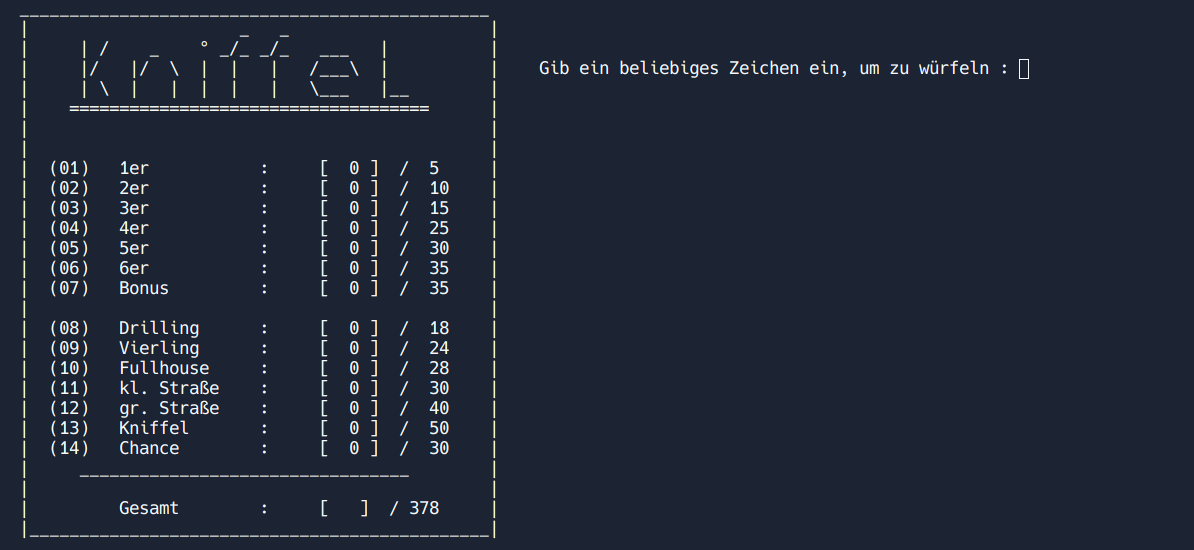 KniffeL
Gib ein beliebiges Zeichen ein, um zu würfeln :
(01) 1er : [ 0 ] / 5
(02) 2er : [ 0 ] / 10
(03) 3er : [ 0 ] / 15
(04) 4er : [ 0 ] / 25
(05) 5er : [ 0 ] / 30
(06) 6er : [ 0 ] / 35
(07) Bonus : [ 0 ] / 35
(08) Drilling : [ 0 ] / 18
(09) Vierling : [ 0 ] / 24
(10) Fullhouse : [ 0 ] / 28
(11) kl. Straße : [ 0 ] / 30
(12) gr. Straße : [ 0 ] / 40
(13) Kniffel : [ 0 ] / 50
(14) Chance : [ 0 ] / 30
Gesamt : [ ] / 378